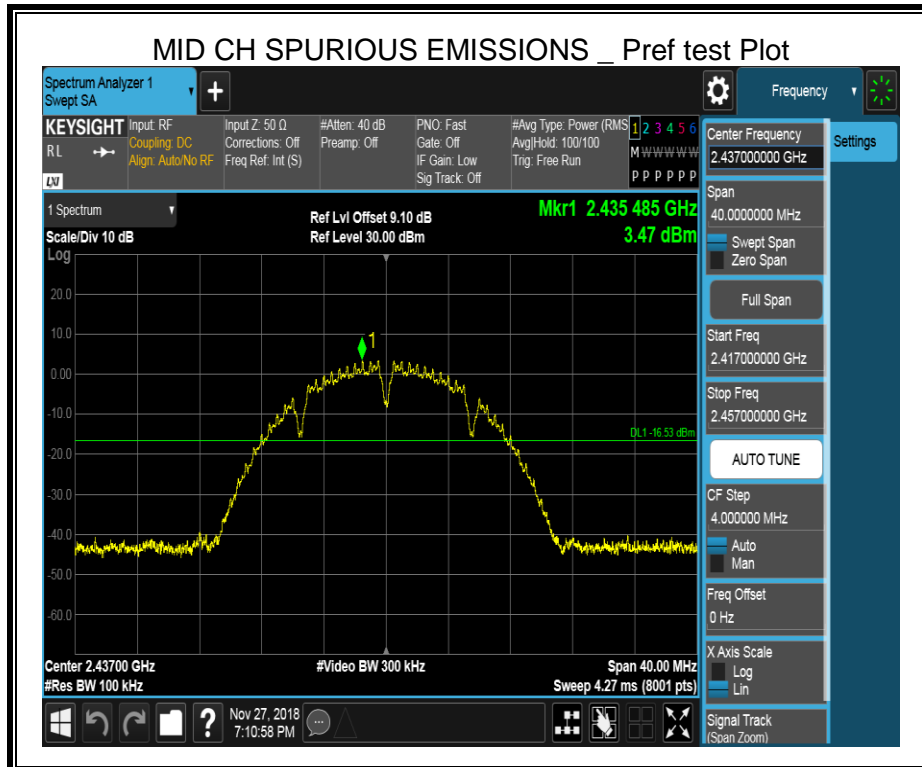 MID CH SPURIOUS EMISSIONS _ Pref test Plot
Spectrum Analyzer 1
Swept SA
+
Frequency
KEYSIGHT
RL
LXI
Input: RF
Coupling: DC
Align: Auto/No RF
Input Z: 50 Ω
Corrections: Off
Freq Ref: Int (S)
#Atten: 40 dB
Preamp: Off
PNO: Fast
Gate: Off
IF Gain: Low
Sig Track: Off
#Avg Type: Power (RMS
Avg|Hold: 100/100
Trig: Free Run
1 2 3 4 5 6
M W W W W W
P P P P P P
Center Frequency
2.437000000 GHz
Settings
1 Spectrum
Scale/Div 10 dB
Ref Lvl Offset 9.10 dB
Ref Level 30.00 dBm
Mkr1 2.435 485 GHz
3.47 dBm
Log
20.0
10.0
0.00
-10.0
-20.0
-30.0
-40.0
-50.0
-60.0
1
DL1 -16.53 dBm
Center 2.43700 GHz
#Res BW 100 kHz
#Video BW 300 kHz
Span 40.00 MHz
Sweep 4.27 ms (8001 pts)
Span
40.0000000 MHz
Swept Span
Zero Span
Full Span
Start Freq
2.417000000 GHz
Stop Freq
2.457000000 GHz
AUTO TUNE
CF Step
4.000000 MHz
Auto
Man
Freq Offset
0 Hz
X Axis Scale
Log
Lin
Signal Track
(Span Zoom)
?
Nov 27, 2018
7:10:58 PM